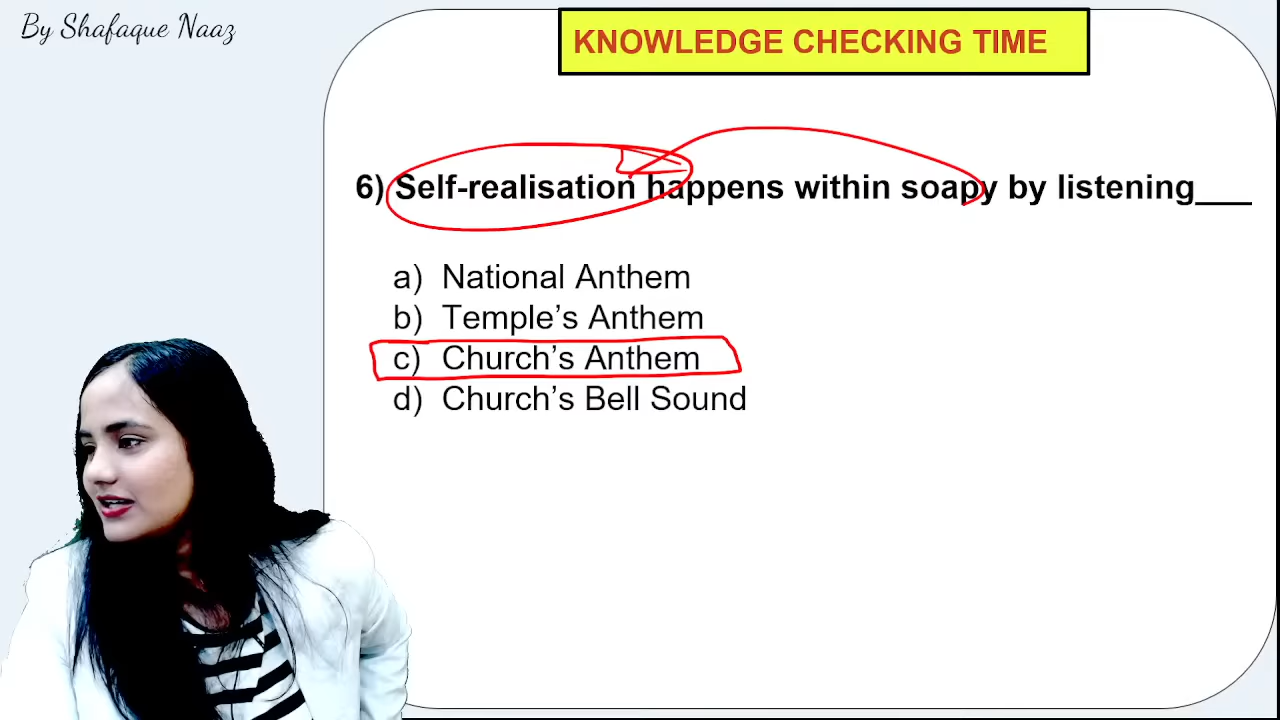 By Shafaque Naaz
KNOWLEDGE CHECKING TIME
6) Self-realisation happens within soapy by listening___
a) National Anthem
b) Temple’s Anthem
c) Church’s Anthem
d) Church’s Bell Sound